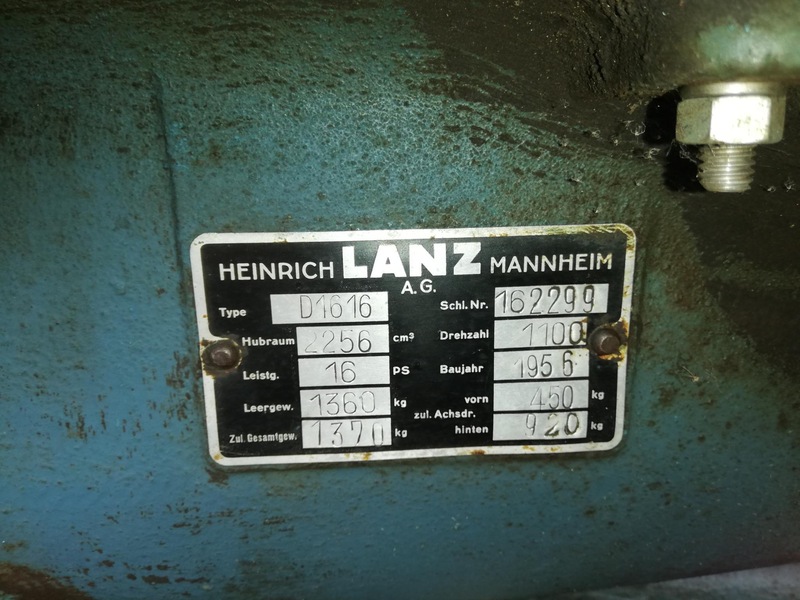 HEINRICH LANZ MANNHEIM
A.G.
Type D1616 Schl. Nr. 162299
Hubraum 2256 cm³ Drehzahl 1100
Leistg. 16 PS Baujahr 1956
Leergew. 1360 kg vorn 450 kg
zul. Achsdr.
Zul. Gesamtgew. 1370 kg hinten 920 kg